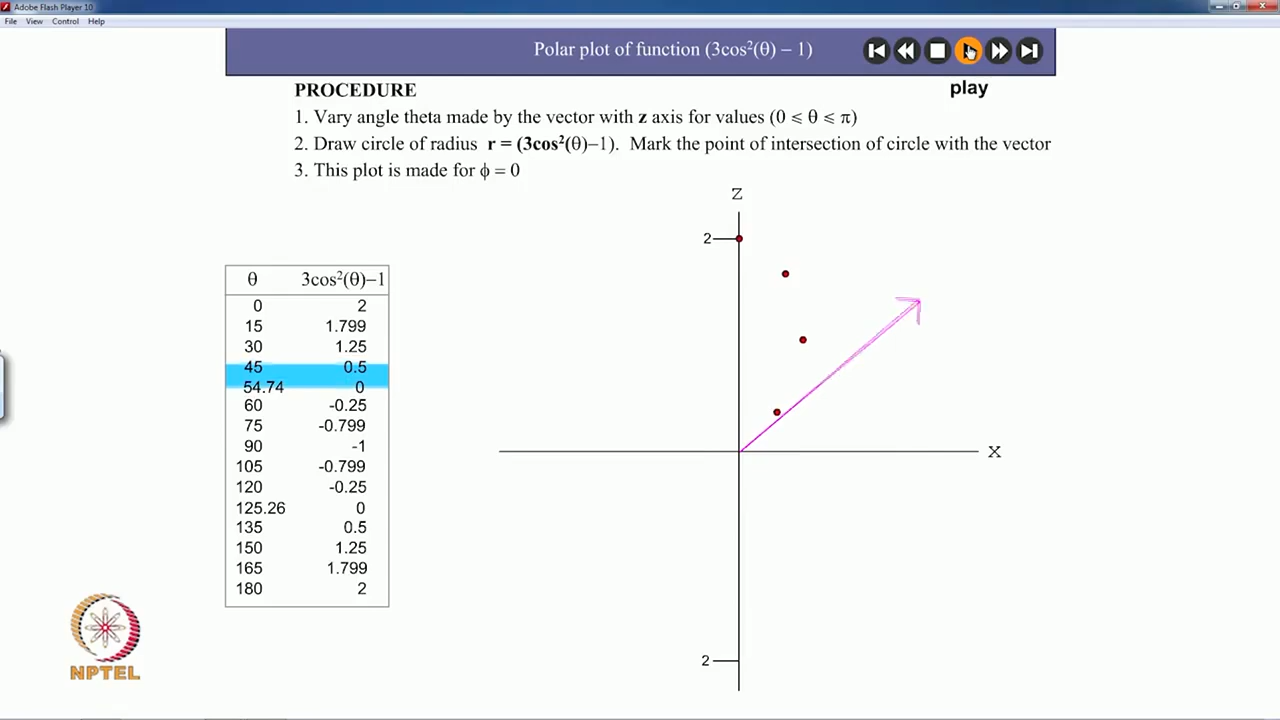 Adobe Flash Player 10
File View Control Help
Polar plot of function (3cos²(θ) − 1)
play
PROCEDURE
1. Vary angle theta made by the vector with z axis for values (0 ⩽ θ ⩽ π)
2. Draw circle of radius r = (3cos²(θ)−1). Mark the point of intersection of circle with the vector
3. This plot is made for ϕ = 0
Z
2
θ 3cos²(θ)−1
0 2
15 1.799
30 1.25
45 0.5
54.74 0
60 -0.25
75 -0.799
90 -1
105 -0.799
120 -0.25
125.26 0
135 0.5
150 1.25
165 1.799
180 2
X
2
NPTEL